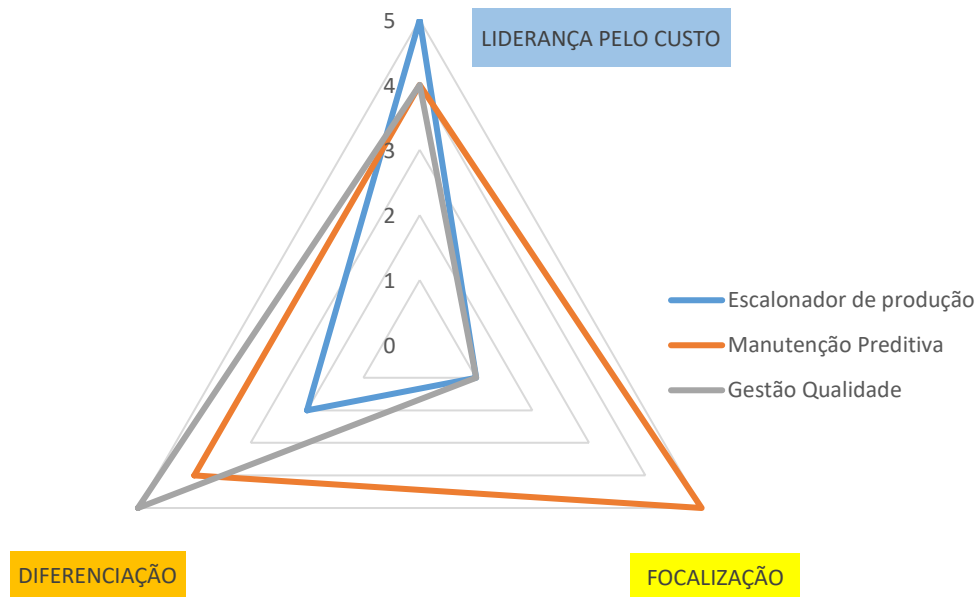 5
LIDERANÇA PELO CUSTO
4
3
2
1
0
Escalonador de produção
Manutenção Preditiva
Gestão Qualidade
DIFERENCIAÇÃO
FOCALIZAÇÃO